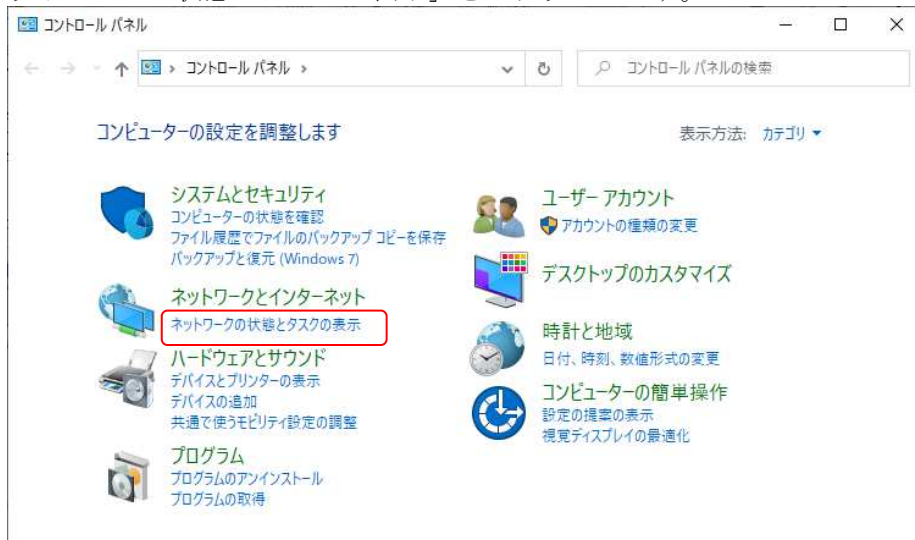 コントロール パネル
コントロール パネル
コントロール パネルの検索
コンピューターの設定を調整します
表示方法: カテゴリ
システムとセキュリティ
コンピューターの状態を確認
ファイル履歴でファイルのバックアップ コピーを保存
バックアップと復元 (Windows 7)
ネットワークとインターネット
ネットワークの状態とタスクの表示
ハードウェアとサウンド
デバイスとプリンターの表示
デバイスの追加
共通で使うモビリティ設定の調整
プログラム
プログラムのアンインストール
プログラムの取得
ユーザー アカウント
アカウントの種類の変更
デスクトップのカスタマイズ
時計と地域
日付、時刻、数値形式の変更
コンピューターの簡単操作
設定の提案の表示
視覚ディスプレイの最適化